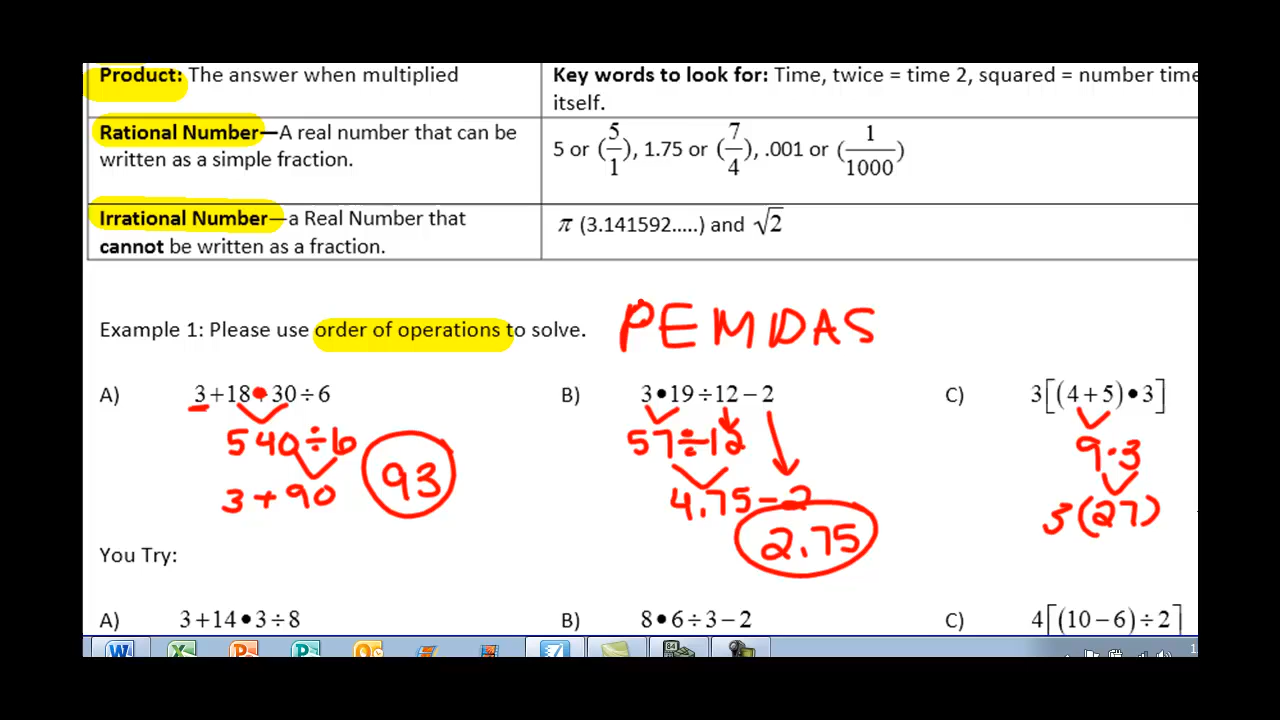 Product: The answer when multiplied
Key words to look for: Time, twice = time 2, squared = number time
itself.
Rational Number—A real number that can be
written as a simple fraction.
5 or (5/1), 1.75 or (7/4), .001 or (1/1000)
Irrational Number—a Real Number that
cannot be written as a fraction.
π (3.141592.....) and √2
Example 1: Please use order of operations to solve.
PEMDAS
A) 3+18•30÷6
540÷6
3+90
93
B) 3•19÷12−2
57÷12
4.75−2
2.75
C) 3[(4+5)•3]
9·3
3(27)
You Try:
A) 3+14•3÷8
B) 8•6÷3−2
C) 4[(10−6)÷2]